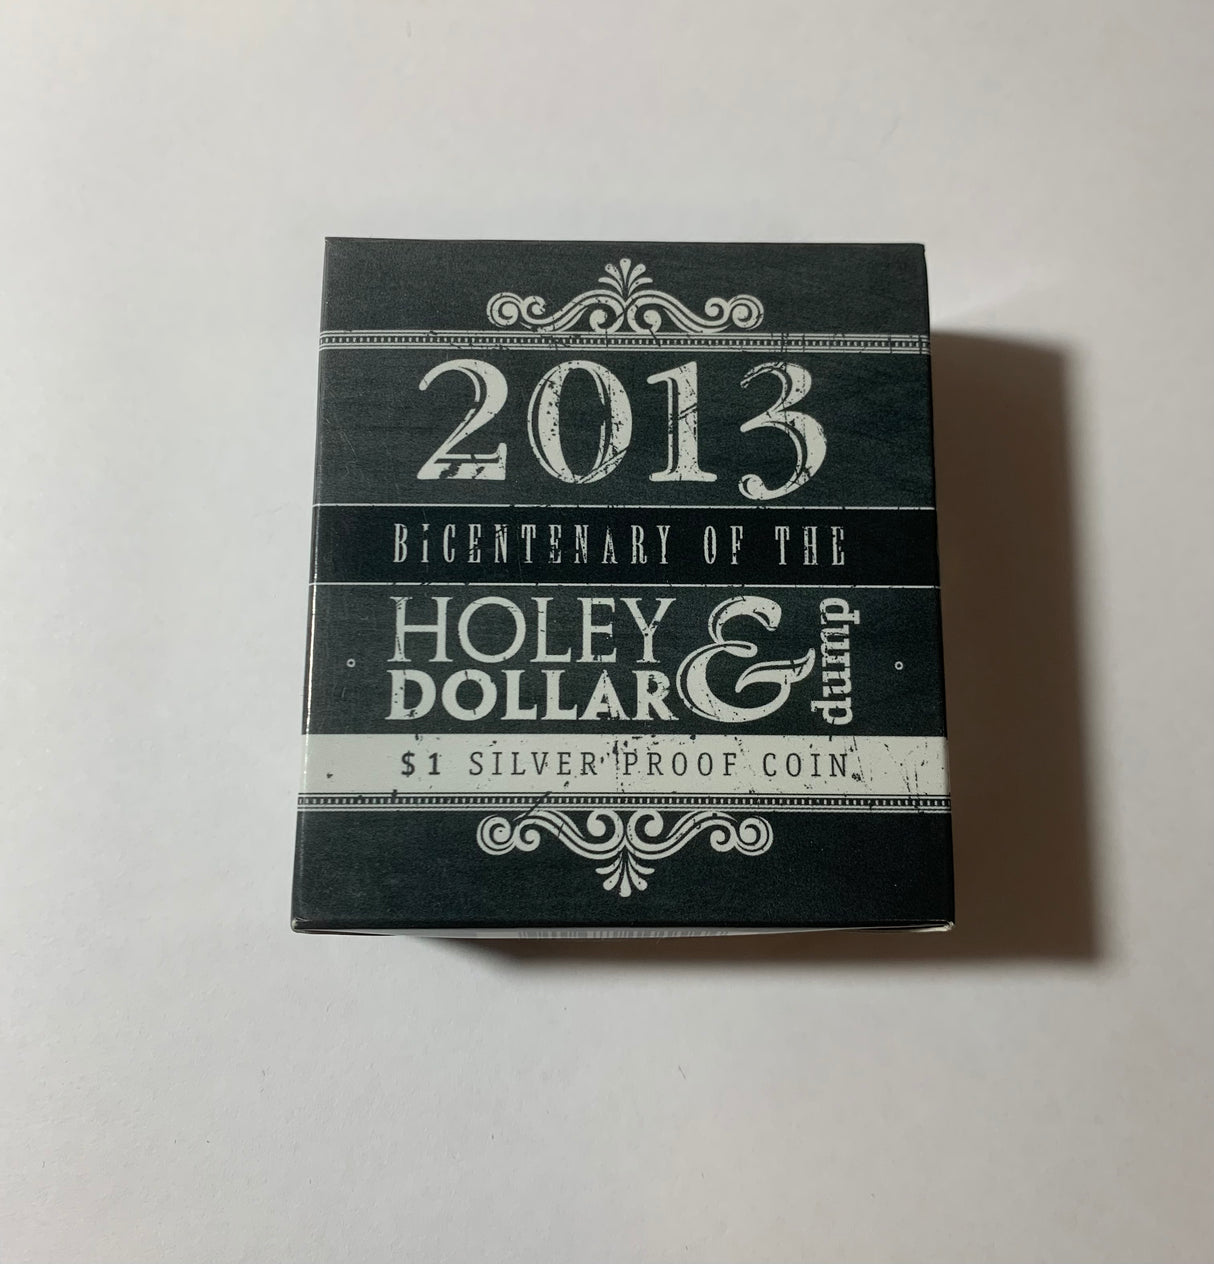 2013
BiCENTENARY OF THE
HOLEY
DOLLAR & dump
$1 SILVER PROOF COIN